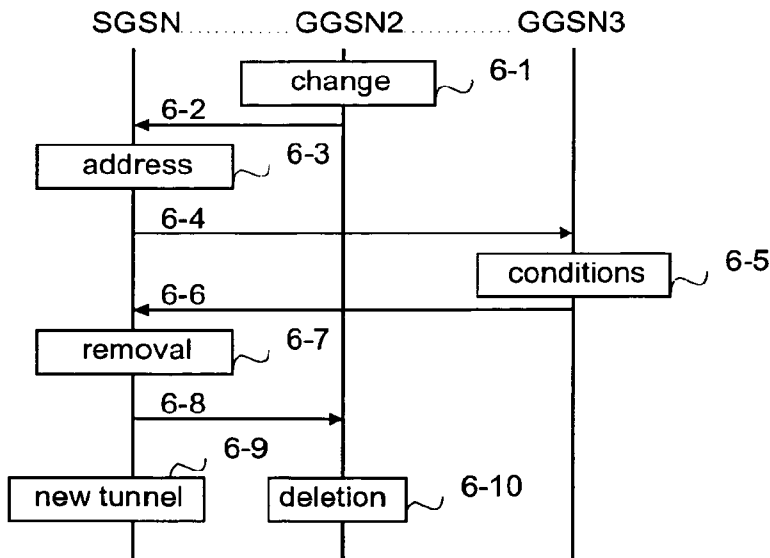 SGSN GGSN2 GGSN3
change 6-1
6-2
address 6-3
6-4
conditions 6-5
6-6
removal 6-7
6-8
6-9
new tunnel deletion 6-10